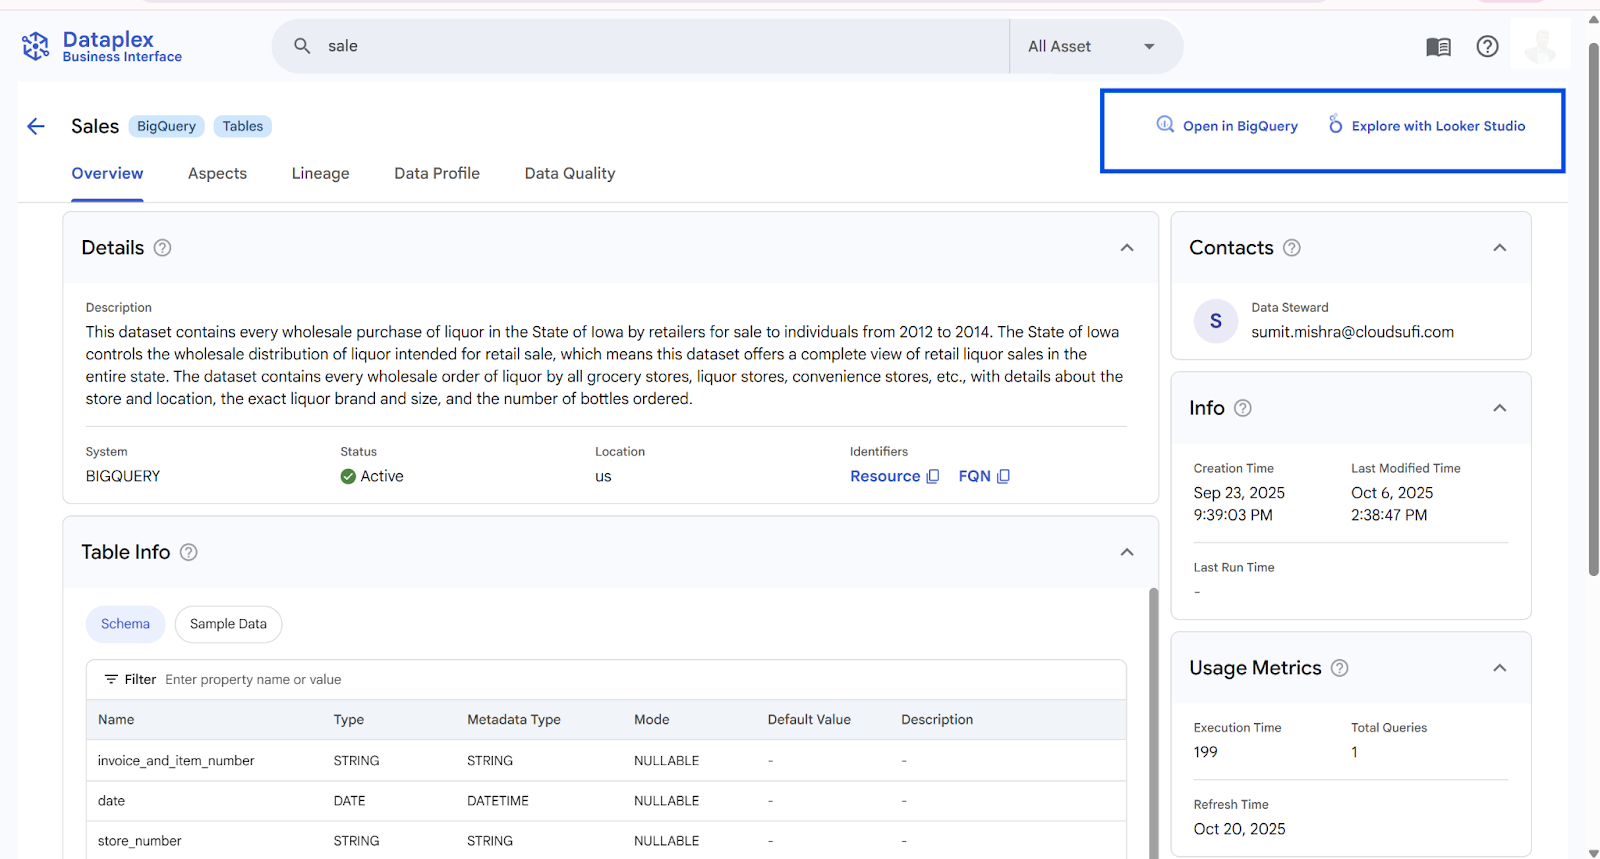 Dataplex
Business Interface
sale
All Asset
Sales
BigQuery
Tables
Open in BigQuery
Explore with Looker Studio
Overview
Aspects
Lineage
Data Profile
Data Quality
Details
Description
This dataset contains every wholesale purchase of liquor in the State of Iowa by retailers for sale to individuals from 2012 to 2014. The State of Iowa
controls the wholesale distribution of liquor intended for retail sale, which means this dataset offers a complete view of retail liquor sales in the
entire state. The dataset contains every wholesale order of liquor by all grocery stores, liquor stores, convenience stores, etc., with details about the
store and location, the exact liquor brand and size, and the number of bottles ordered.
System
BIGQUERY
Status
Active
Location
us
Identifiers
Resource
FQN
Table Info
Schema
Sample Data
Filter Enter property name or value
Name Type Metadata Type Mode Default Value Description
invoice_and_item_number STRING STRING NULLABLE - -
date DATE DATETIME NULLABLE - -
store_number STRING STRING NULLABLE - -
Contacts
S
Data Steward
sumit.mishra@cloudsufi.com
Info
Creation Time
Sep 23, 2025
9:39:03 PM
Last Modified Time
Oct 6, 2025
2:38:47 PM
Last Run Time
-
Usage Metrics
Execution Time
199
Total Queries
1
Refresh Time
Oct 20, 2025